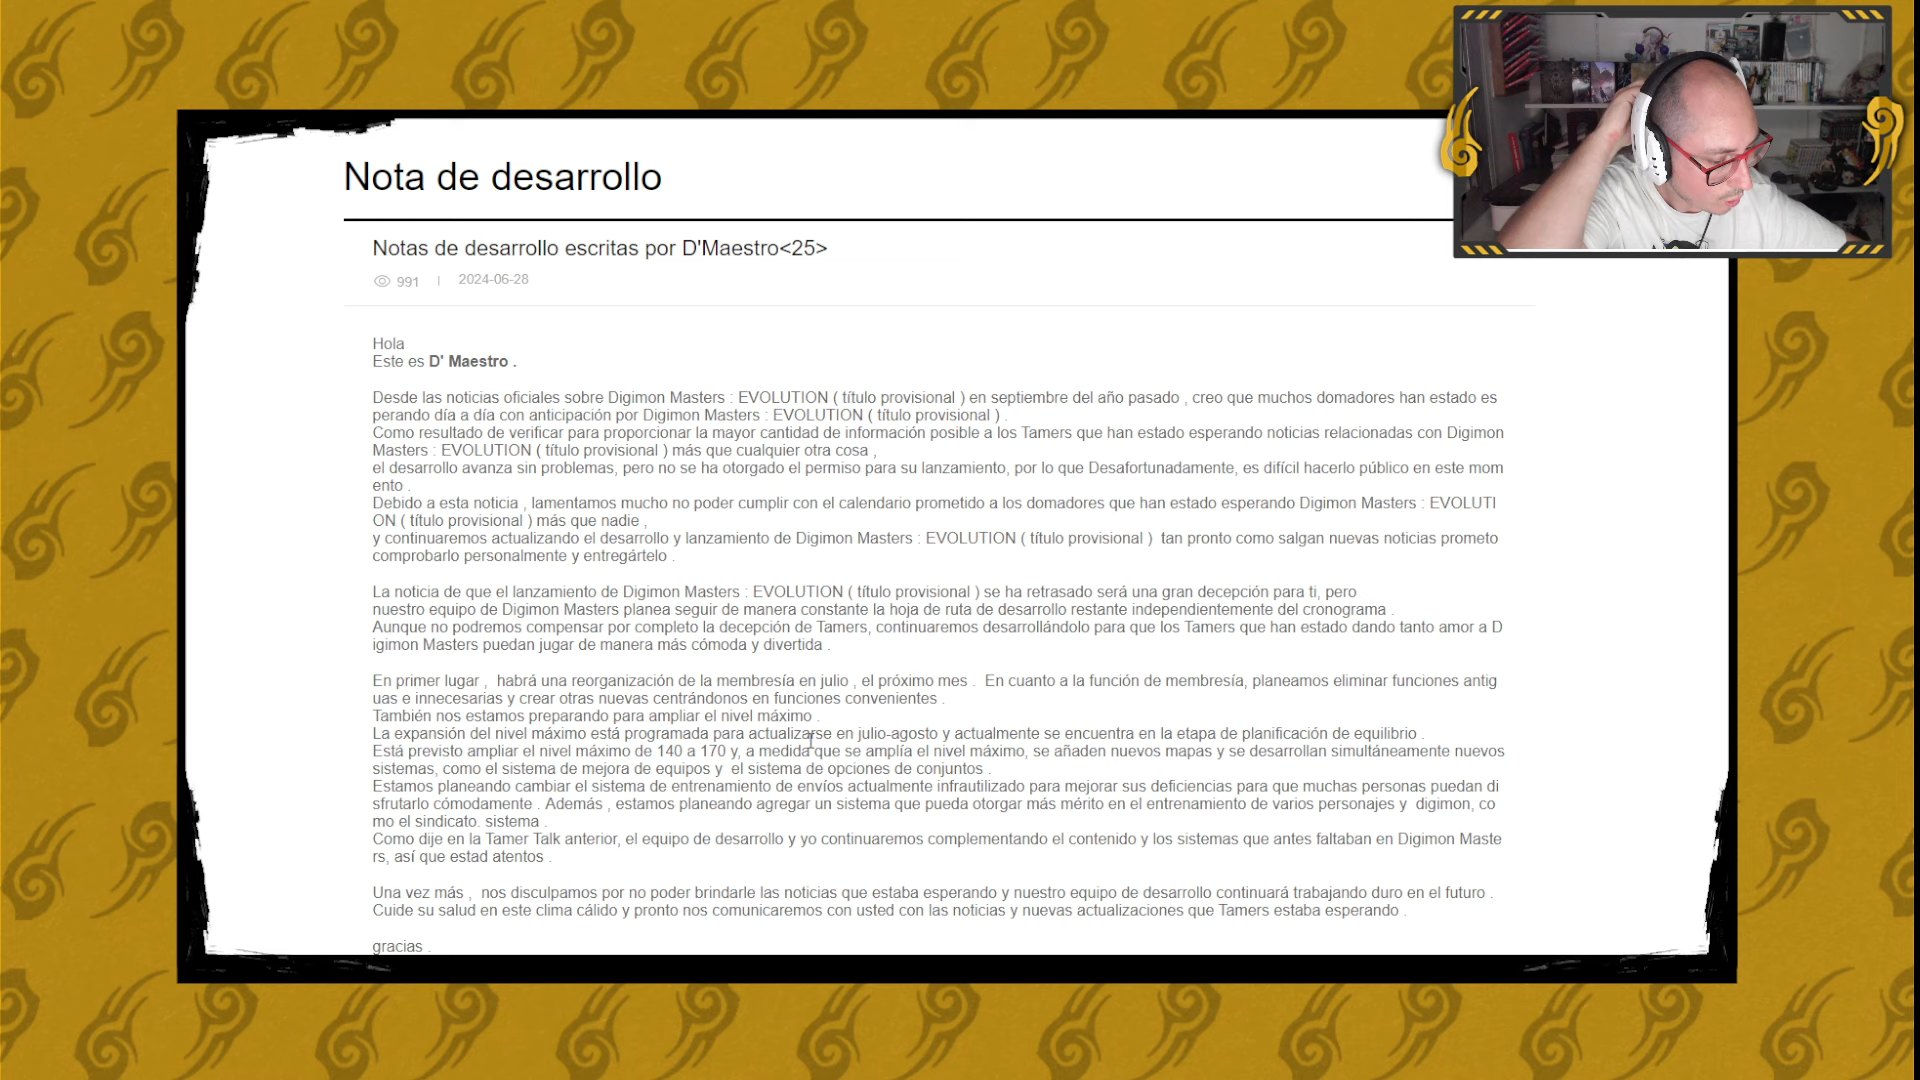 Nota de desarrollo
Notas de desarrollo escritas por D'Maestro<25>
991 | 2024-06-28
Hola
Este es D' Maestro .
Desde las noticias oficiales sobre Digimon Masters : EVOLUTION ( título provisional ) en septiembre del año pasado , creo que muchos domadores han estado es
perando día a día con anticipación por Digimon Masters : EVOLUTION ( título provisional ) .
Como resultado de verificar para proporcionar la mayor cantidad de información posible a los Tamers que han estado esperando noticias relacionadas con Digimon
Masters : EVOLUTION ( título provisional ) más que cualquier otra cosa ,
el desarrollo avanza sin problemas, pero no se ha otorgado el permiso para su lanzamiento, por lo que Desafortunadamente, es difícil hacerlo público en este mom
ento .
Debido a esta noticia , lamentamos mucho no poder cumplir con el calendario prometido a los domadores que han estado esperando Digimon Masters : EVOLUTI
ON ( título provisional ) más que nadie ,
y continuaremos actualizando el desarrollo y lanzamiento de Digimon Masters : EVOLUTION ( título provisional ) tan pronto como salgan nuevas noticias prometo
comprobarlo personalmente y entregártelo .
La noticia de que el lanzamiento de Digimon Masters : EVOLUTION ( título provisional ) se ha retrasado será una gran decepción para ti, pero
nuestro equipo de Digimon Masters planea seguir de manera constante la hoja de ruta de desarrollo restante independientemente del cronograma .
Aunque no podremos compensar por completo la decepción de Tamers, continuaremos desarrollándolo para que los Tamers que han estado dando tanto amor a D
igimon Masters puedan jugar de manera más cómoda y divertida .
En primer lugar , habrá una reorganización de la membresía en julio , el próximo mes . En cuanto a la función de membresía, planeamos eliminar funciones antig
uas e innecesarias y crear otras nuevas centrándonos en funciones convenientes .
También nos estamos preparando para ampliar el nivel máximo .
La expansión del nivel máximo está programada para actualizarse en julio-agosto y actualmente se encuentra en la etapa de planificación de equilibrio .
Está previsto ampliar el nivel máximo de 140 a 170 y, a medida que se amplía el nivel máximo, se añaden nuevos mapas y se desarrollan simultáneamente nuevos
sistemas, como el sistema de mejora de equipos y el sistema de opciones de conjuntos .
Estamos planeando cambiar el sistema de entrenamiento de envíos actualmente infrautilizado para mejorar sus deficiencias para que muchas personas puedan di
sfrutarlo cómodamente . Además , estamos planeando agregar un sistema que pueda otorgar más mérito en el entrenamiento de varios personajes y digimon, co
mo el sindicato. sistema .
Como dije en la Tamer Talk anterior, el equipo de desarrollo y yo continuaremos complementando el contenido y los sistemas que antes faltaban en Digimon Maste
rs, así que estad atentos .
Una vez más , nos disculpamos por no poder brindarle las noticias que estaba esperando y nuestro equipo de desarrollo continuará trabajando duro en el futuro .
Cuide su salud en este clima cálido y pronto nos comunicaremos con usted con las noticias y nuevas actualizaciones que Tamers estaba esperando .
gracias .